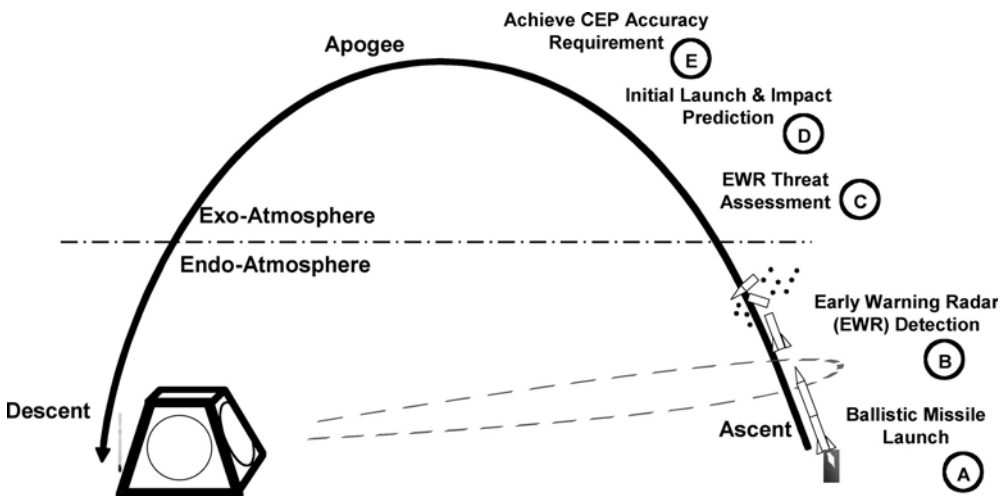 Achieve CEP Accuracy
Requirement
E
Apogee
Initial Launch & Impact
Prediction
D
EWR Threat
Assessment
C
Exo-Atmosphere
Endo-Atmosphere
Early Warning Radar
(EWR) Detection
B
Descent
Ascent
Ballistic Missile
Launch
A